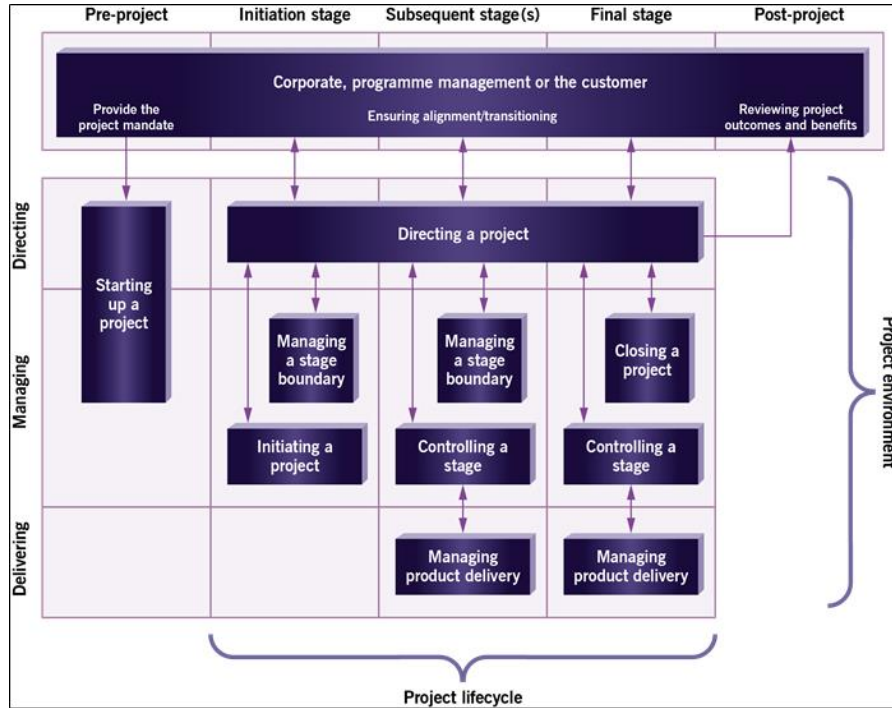 Pre-project
Initiation stage
Subsequent stage(s)
Final stage
Post-project
Corporate, programme management or the customer
Provide the
project mandate
Ensuring alignment/transitioning
Reviewing project
outcomes and benefits
Directing
Directing a project
Starting
up a
project
Managing
Managing
a stage
boundary
Managing
a stage
boundary
Closing a
project
Initiating a
project
Controlling a
stage
Controlling a
stage
Delivering
Managing
product delivery
Managing
product delivery
Project environment
Project lifecycle